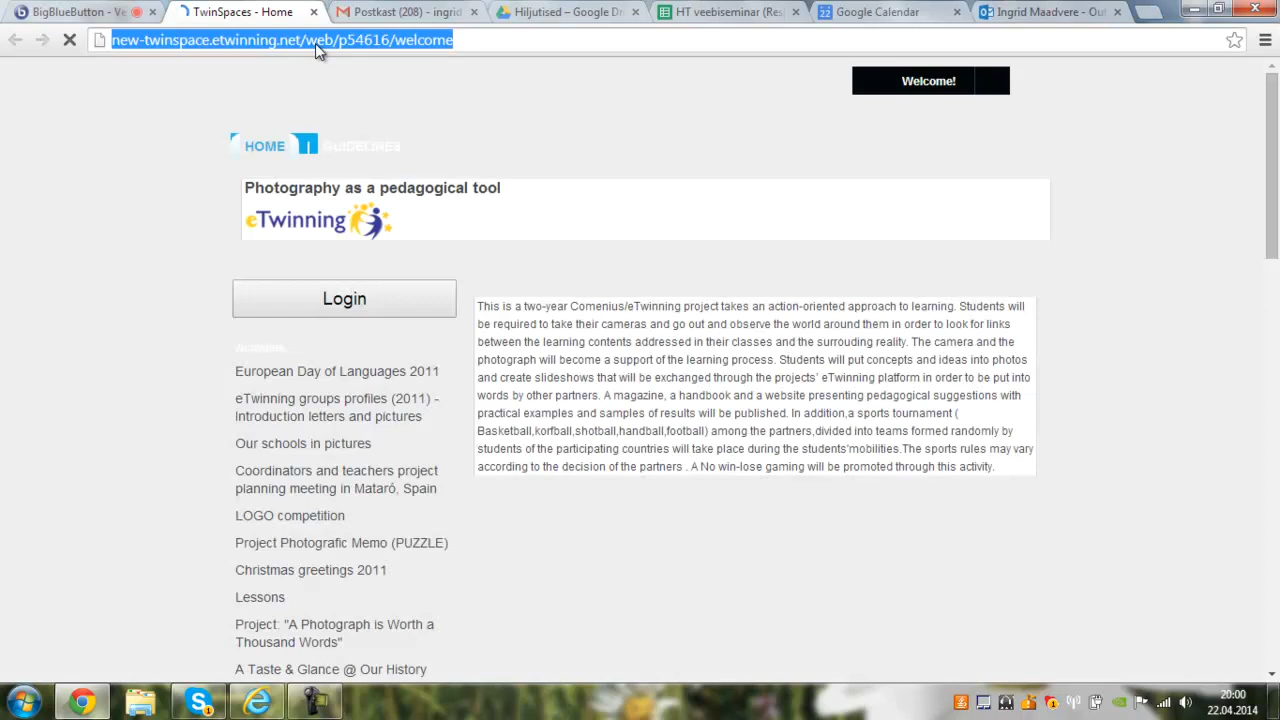 BigBlueButton - Ve
TwinSpaces - Home
Postkast (208) - ingrid
Hiljutised – Google Dr
HT veebiseminar (Res
Google Calendar
Ingrid Maadvere - Out
new-twinspace.etwinning.net/web/p54616/welcome
Welcome!
HOME
GUIDELINES
Photography as a pedagogical tool
eTwinning
Login
This is a two-year Comenius/eTwinning project takes an action-oriented approach to learning. Students will
be required to take their cameras and go out and observe the world around them in order to look for links
between the learning contents addressed in their classes and the surrouding reality. The camera and the
photograph will become a support of the learning process. Students will put concepts and ideas into photos
and create slideshows that will be exchanged through the projects' eTwinning platform in order to be put into
words by other partners. A magazine, a handbook and a website presenting pedagogical suggestions with
practical examples and samples of results will be published. In addition,a sports tournament (
Basketball,korfball,shotball,handball,football) among the partners,divided into teams formed randomly by
students of the participating countries will take place during the students'mobilities.The sports rules may vary
according to the decision of the partners . A No win-lose gaming will be promoted through this activity.
Activities
European Day of Languages 2011
eTwinning groups profiles (2011) -
Introduction letters and pictures
Our schools in pictures
Coordinators and teachers project
planning meeting in Mataró, Spain
LOGO competition
Project Photografic Memo (PUZZLE)
Christmas greetings 2011
Lessons
Project: "A Photograph is Worth a
Thousand Words"
A Taste & Glance @ Our History
20:00
22.04.2014